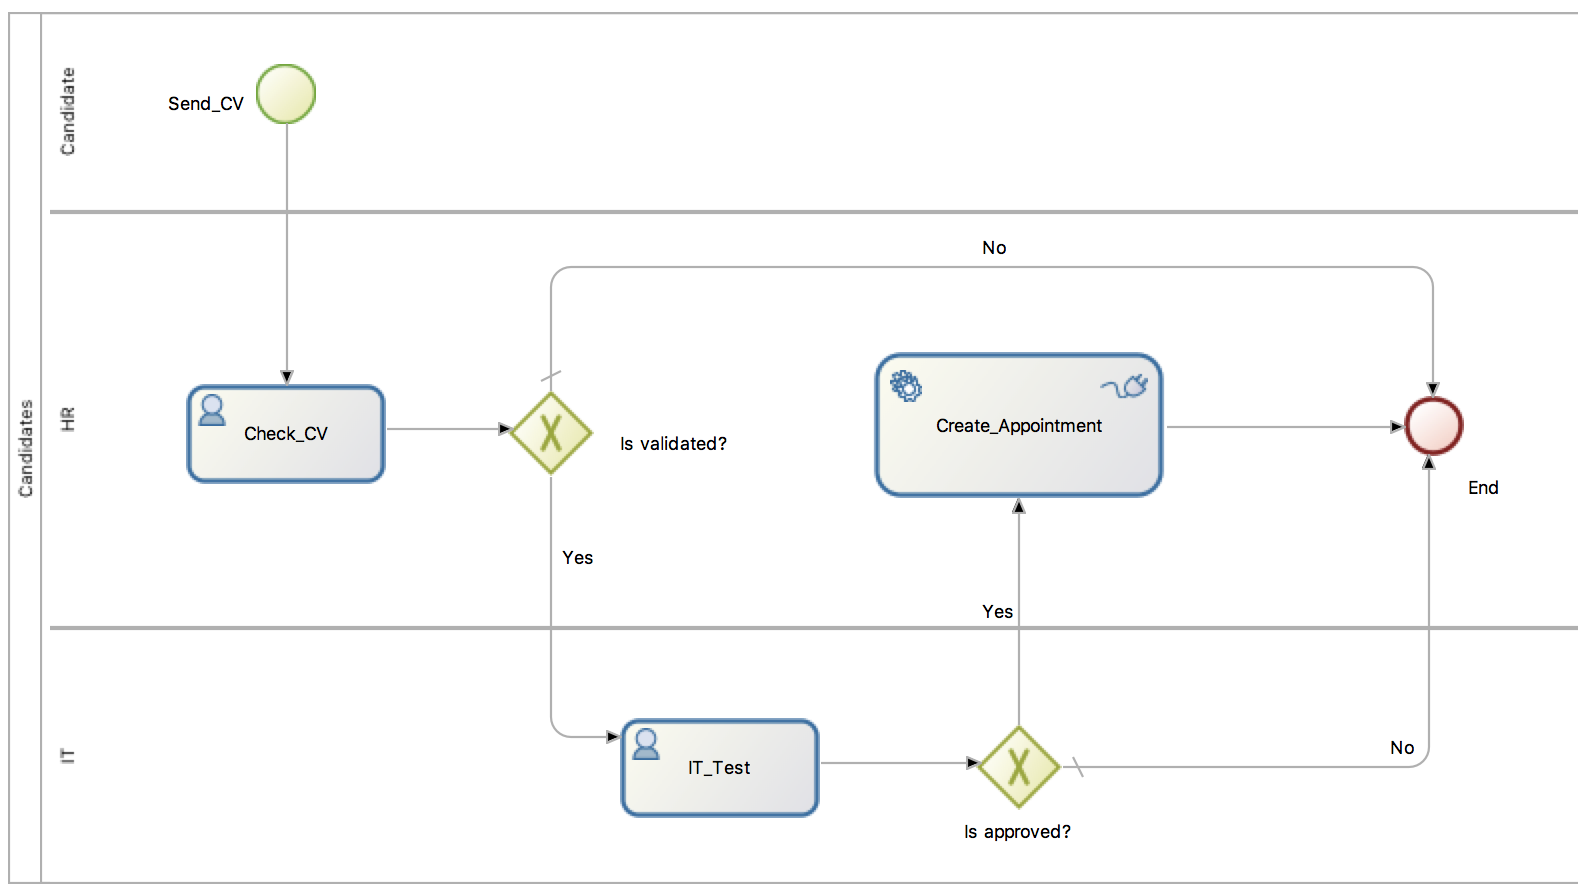 Candidates
Candidate
Send_CV
HR
No
Check_CV
Is validated?
Create_Appointment
End
Yes
Yes
IT
IT_Test
No
Is approved?